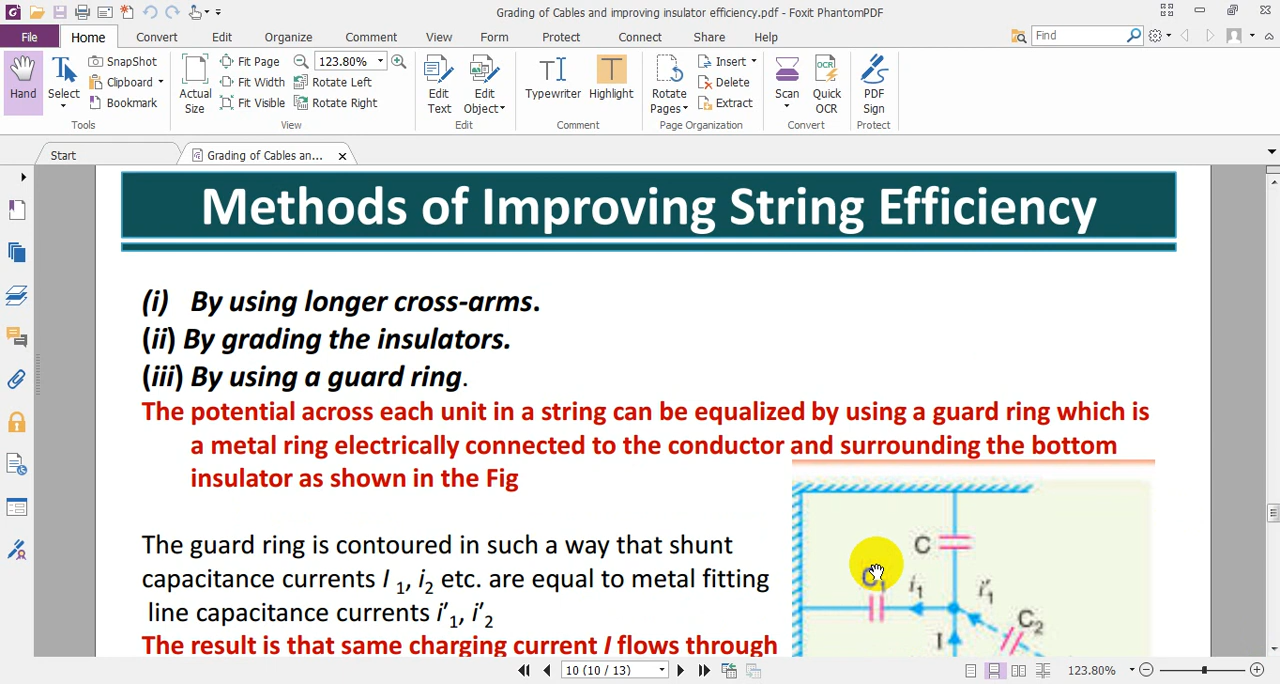 Grading of Cables and improving insulator efficiency.pdf - Foxit PhantomPDF
File Home Convert Edit Organize Comment View Form Protect Connect Share Help Find
Hand
Select
SnapShot
Clipboard
Bookmark
Tools
Actual Size
Fit Page
Fit Width
Fit Visible
123.80%
Rotate Left
Rotate Right
View
Edit Text
Edit Object
Edit
Typewriter
Highlight
Comment
Rotate Pages
Insert
Delete
Extract
Page Organization
Scan
Quick OCR
Convert
PDF Sign
Protect
Start Grading of Cables an...
Methods of Improving String Efficiency
(i) By using longer cross-arms.
(ii) By grading the insulators.
(iii) By using a guard ring.
The potential across each unit in a string can be equalized by using a guard ring which is
a metal ring electrically connected to the conductor and surrounding the bottom
insulator as shown in the Fig
The guard ring is contoured in such a way that shunt
capacitance currents I 1, i2 etc. are equal to metal fitting
line capacitance currents i′1, i′2
The result is that same charging current I flows through
C
C1 i1 i′1
C2
I
10 (10 / 13) 123.80%